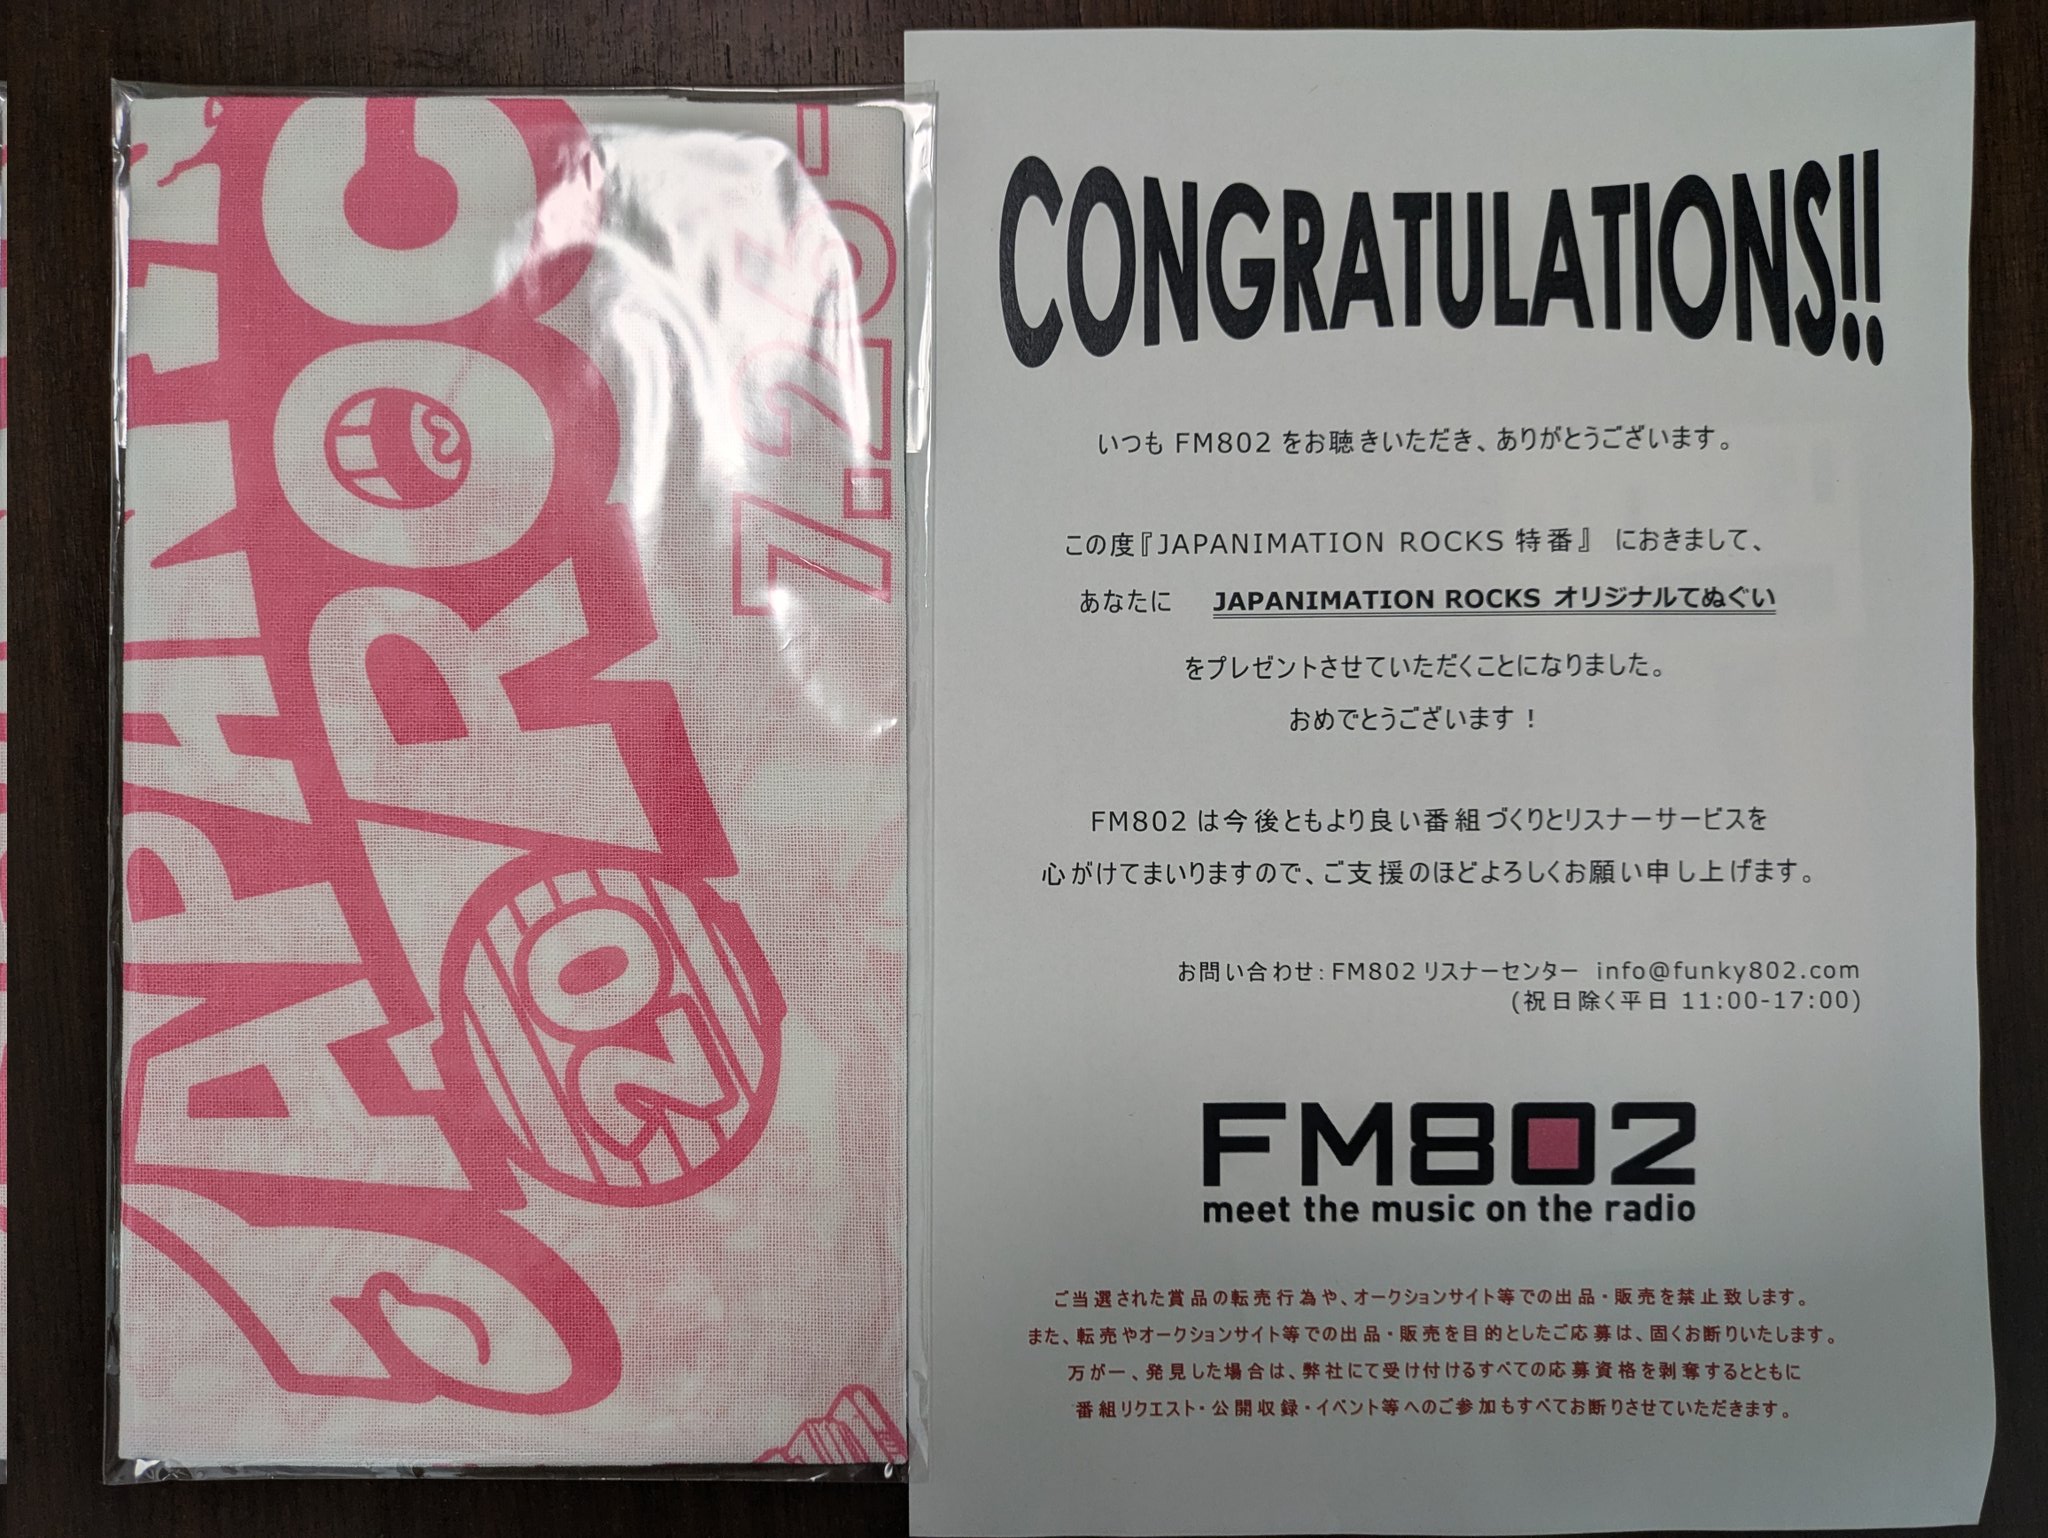 JAPANI
ROC
02
7.29-
CONGRATULATIONS!!
いつも FM802 をお聴きいただき、ありがとうございます。
この度『JAPANIMATION ROCKS 特番』 におきまして、
あなたに JAPANIMATION ROCKS オリジナルてぬぐい
をプレゼントさせていただくことになりました。
おめでとうございます！
FM802 は今後ともより良い番組づくりとリスナーサービスを
心がけてまいりますので、ご支援のほどよろしくお願い申し上げます。
お問い合わせ：FM802 リスナーセンター info@funky802.com
(祝日除く平日 11:00-17:00)
FM802
meet the music on the radio
ご当選された賞品の転売行為や、オークションサイト等での出品・販売を禁止致します。
また、転売やオークションサイト等での出品・販売を目的としたご応募は、固くお断りいたします。
万が一、発見した場合は、弊社にて受け付けるすべての応募資格を剥奪するとともに
番組リクエスト・公開収録・イベント等へのご参加もすべてお断りさせていただきます。